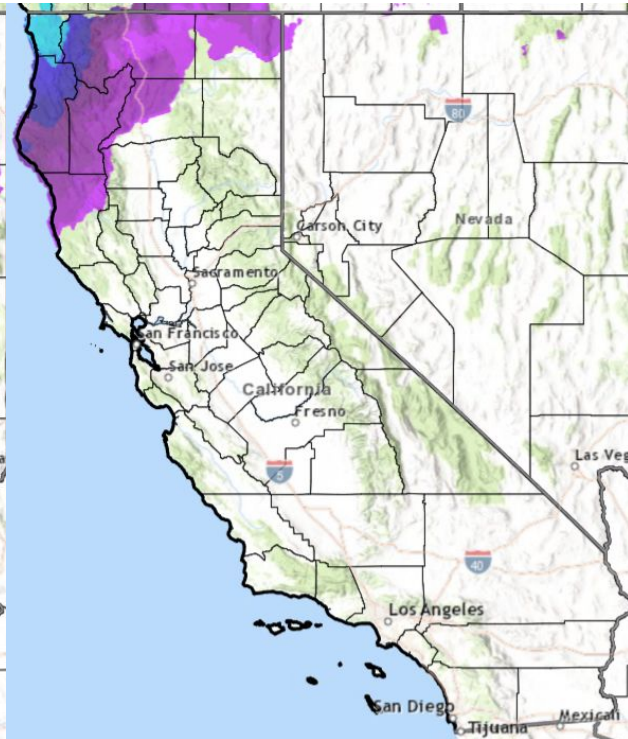 80
Carson City
Nevada
Sacramento
San Francisco
San Jose
California
Fresno
5
Las Veg
40
Los Angeles
San Diego
Tijuana
Mexicali